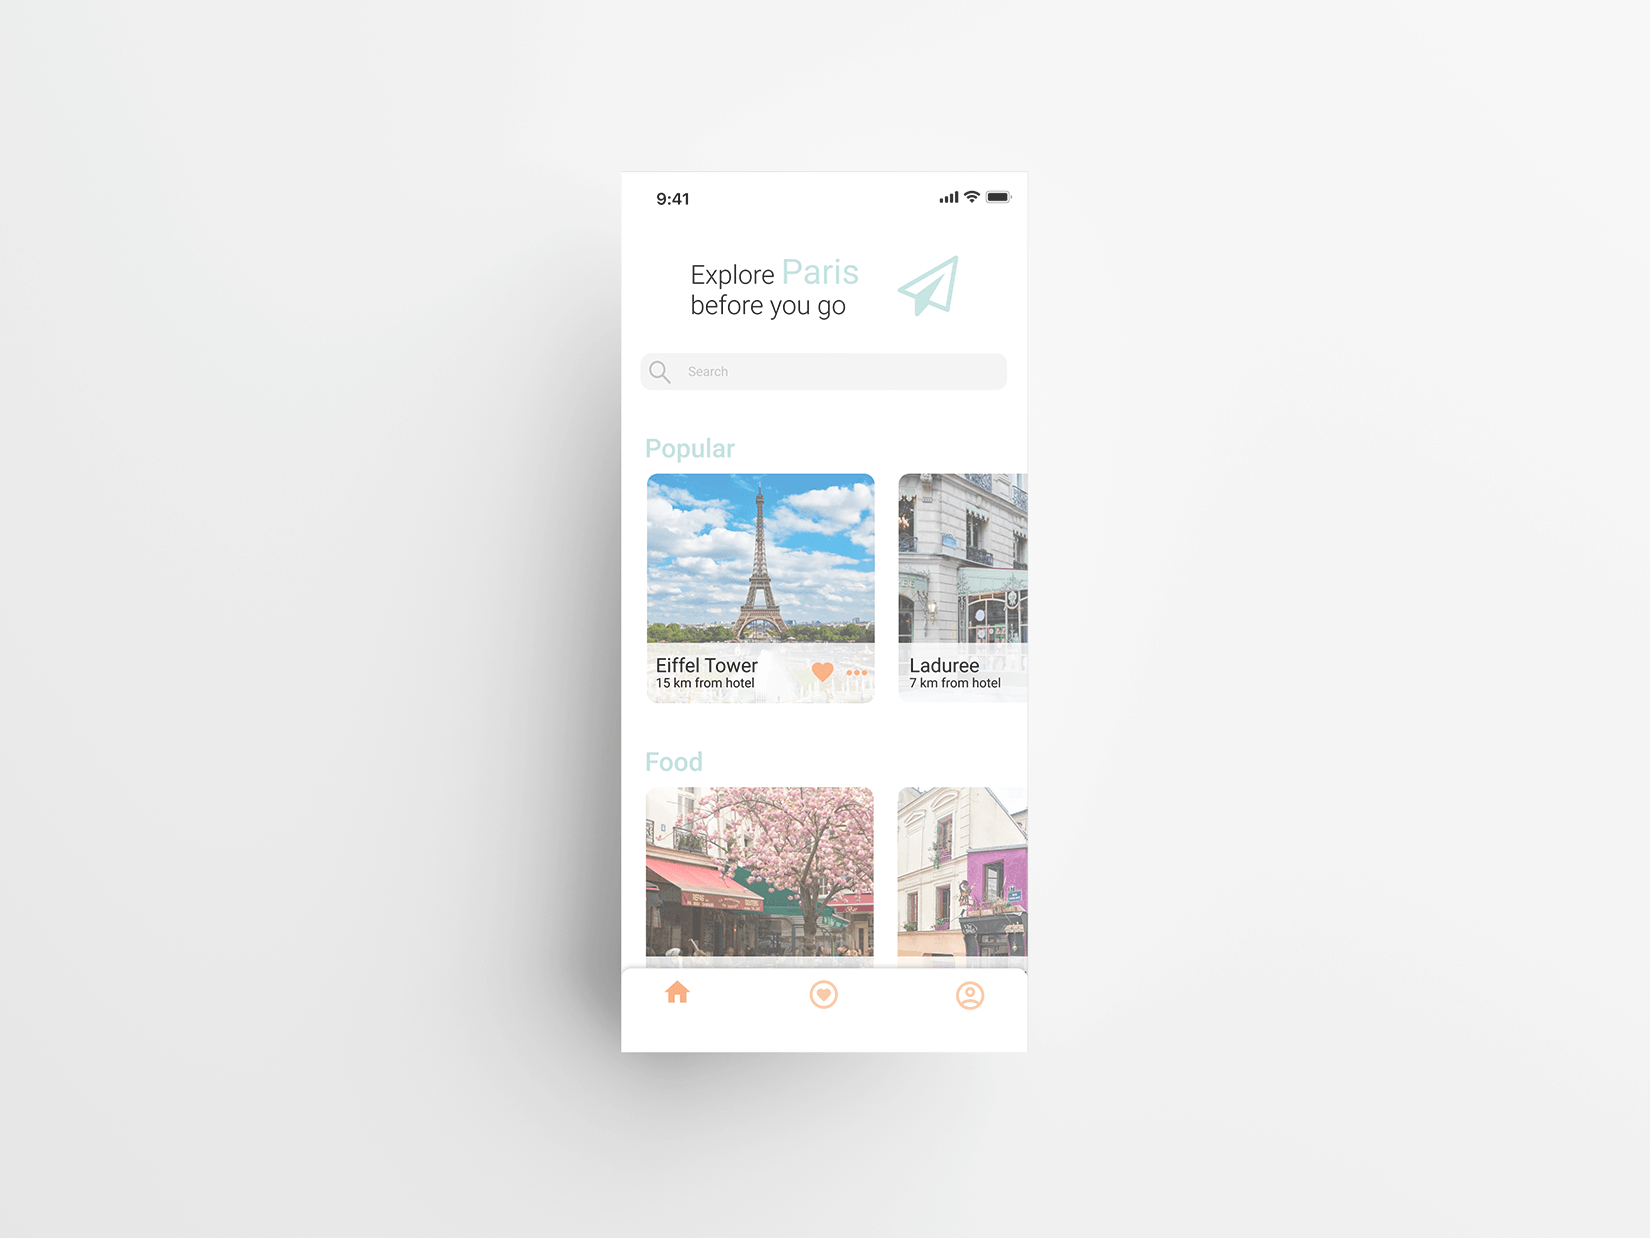 9:41
Explore Paris
before you go
Search
Popular
Eiffel Tower
15 km from hotel
Laduree
7 km from hotel
Food